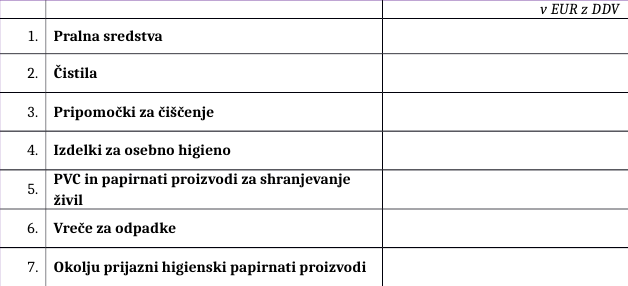 v EUR z DDV
1. Pralna sredstva
2. Čistila
3. Pripomočki za čiščenje
4. Izdelki za osebno higieno
5. PVC in papirnati proizvodi za shranjevanje
živil
6. Vreče za odpadke
7. Okolju prijazni higienski papirnati proizvodi